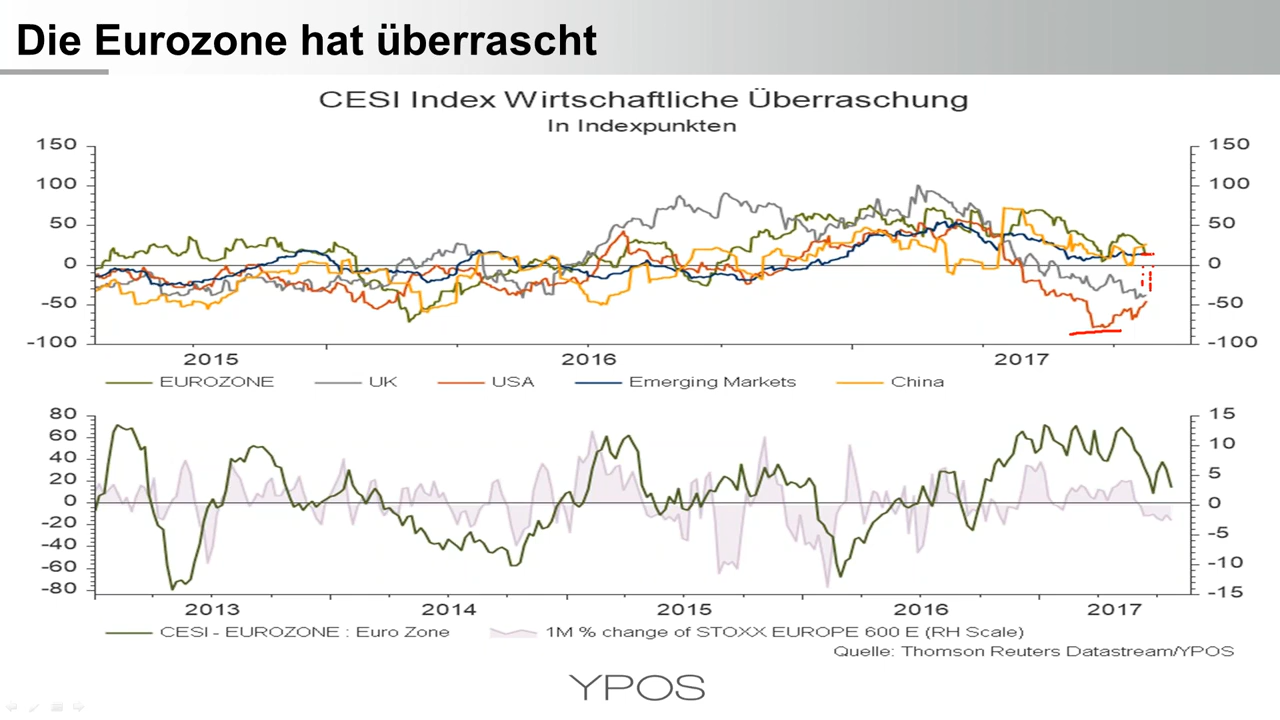 Die Eurozone hat überrascht
CESI Index Wirtschaftliche Überraschung
In Indexpunkten
150 150
100 100
50 50
0 0
-50 -50
-100 -100
2015 2016 2017
EUROZONE UK USA Emerging Markets China
80 15
60 10
40 5
20 0
0 -5
-20 -10
-40 -15
-60
-80
2013 2014 2015 2016 2017
CESI - EUROZONE : Euro Zone 1M % change of STOXX EUROPE 600 E (RH Scale)
Quelle: Thomson Reuters Datastream/YPOS
YPOS